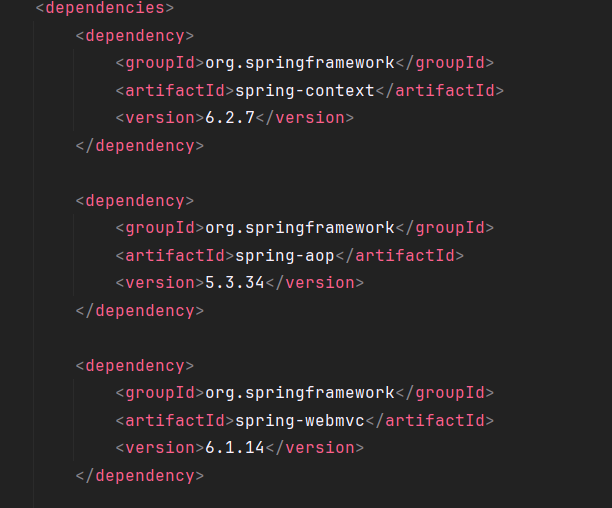 <dependencies>
<dependency>
<groupId>org.springframework</groupId>
<artifactId>spring-context</artifactId>
<version>6.2.7</version>
</dependency>
<dependency>
<groupId>org.springframework</groupId>
<artifactId>spring-aop</artifactId>
<version>5.3.34</version>
</dependency>
<dependency>
<groupId>org.springframework</groupId>
<artifactId>spring-webmvc</artifactId>
<version>6.1.14</version>
</dependency>